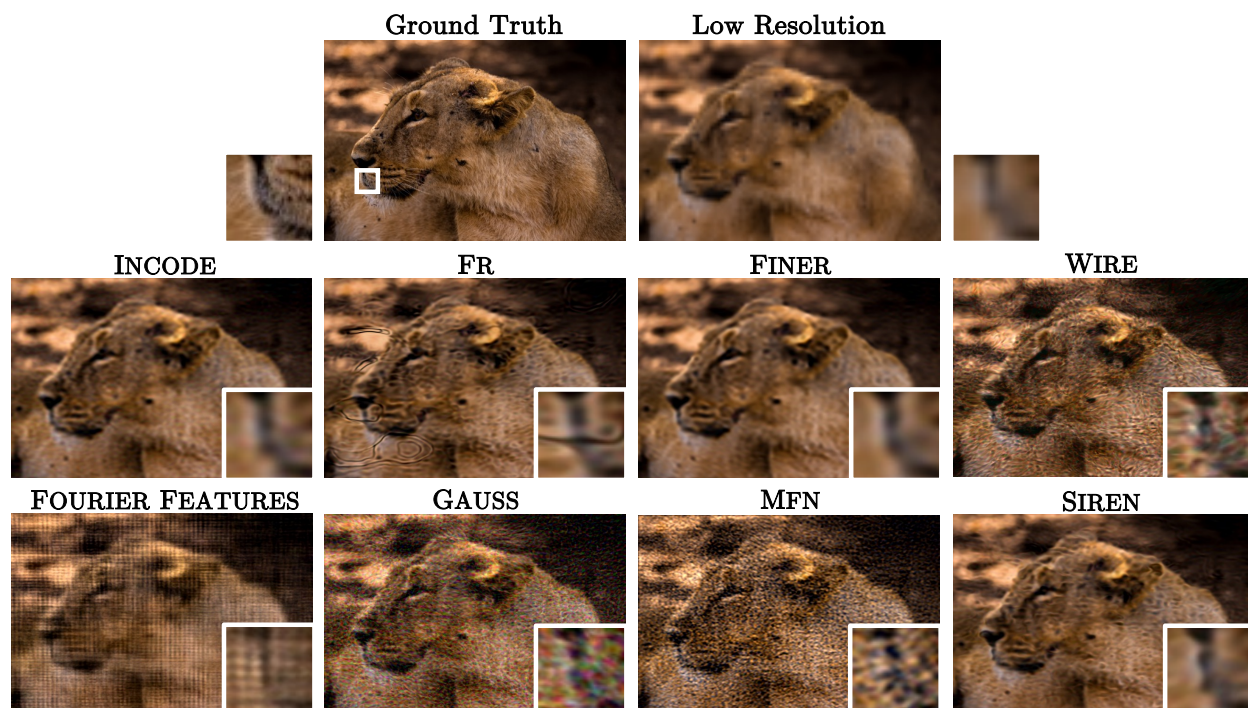 Ground Truth
Low Resolution
INCODE
FR
FINER
WIRE
FOURIER FEATURES
GAUSS
MFN
SIREN